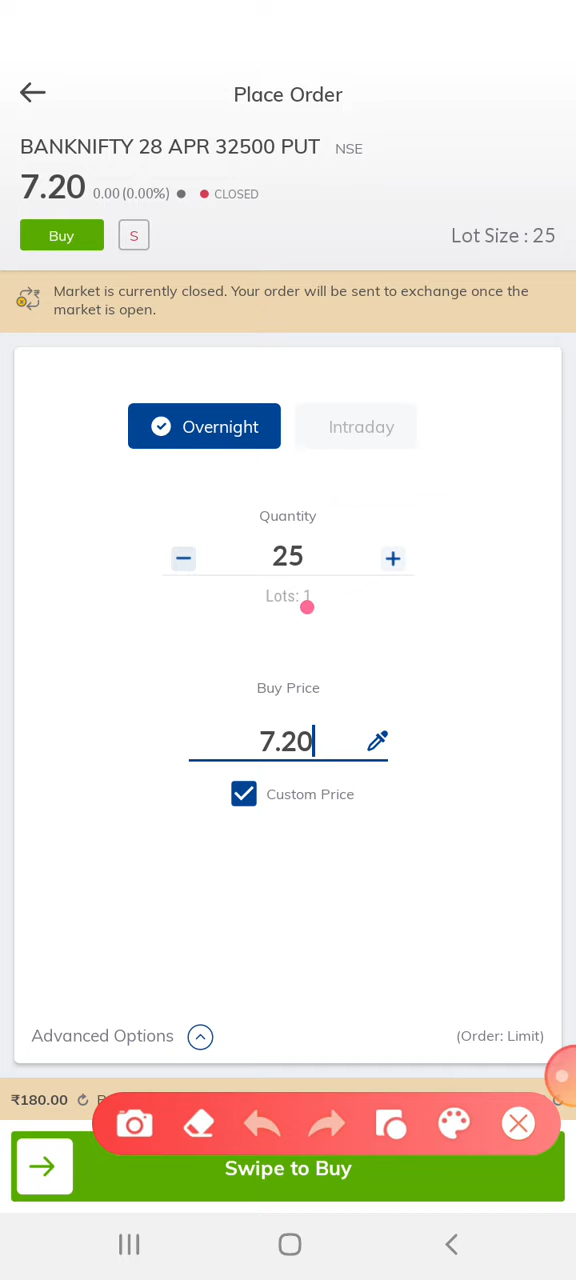 Place Order
BANKNIFTY 28 APR 32500 PUT NSE
7.20 0.00 (0.00%) CLOSED
Buy S Lot Size : 25
Market is currently closed. Your order will be sent to exchange once the
market is open.
Overnight Intraday
Quantity
25
Lots: 1
Buy Price
7.20
Custom Price
Advanced Options (Order: Limit)
₹180.00
Swipe to Buy